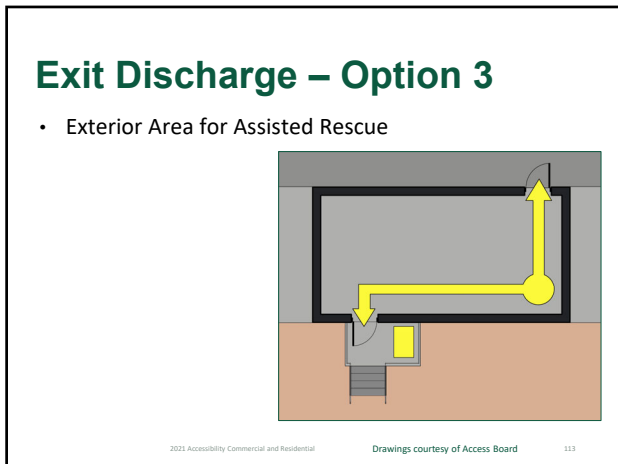 Exit Discharge – Option 3
• Exterior Area for Assisted Rescue
2021 Accessibility Commercial and Residential
Drawings courtesy of Access Board
113